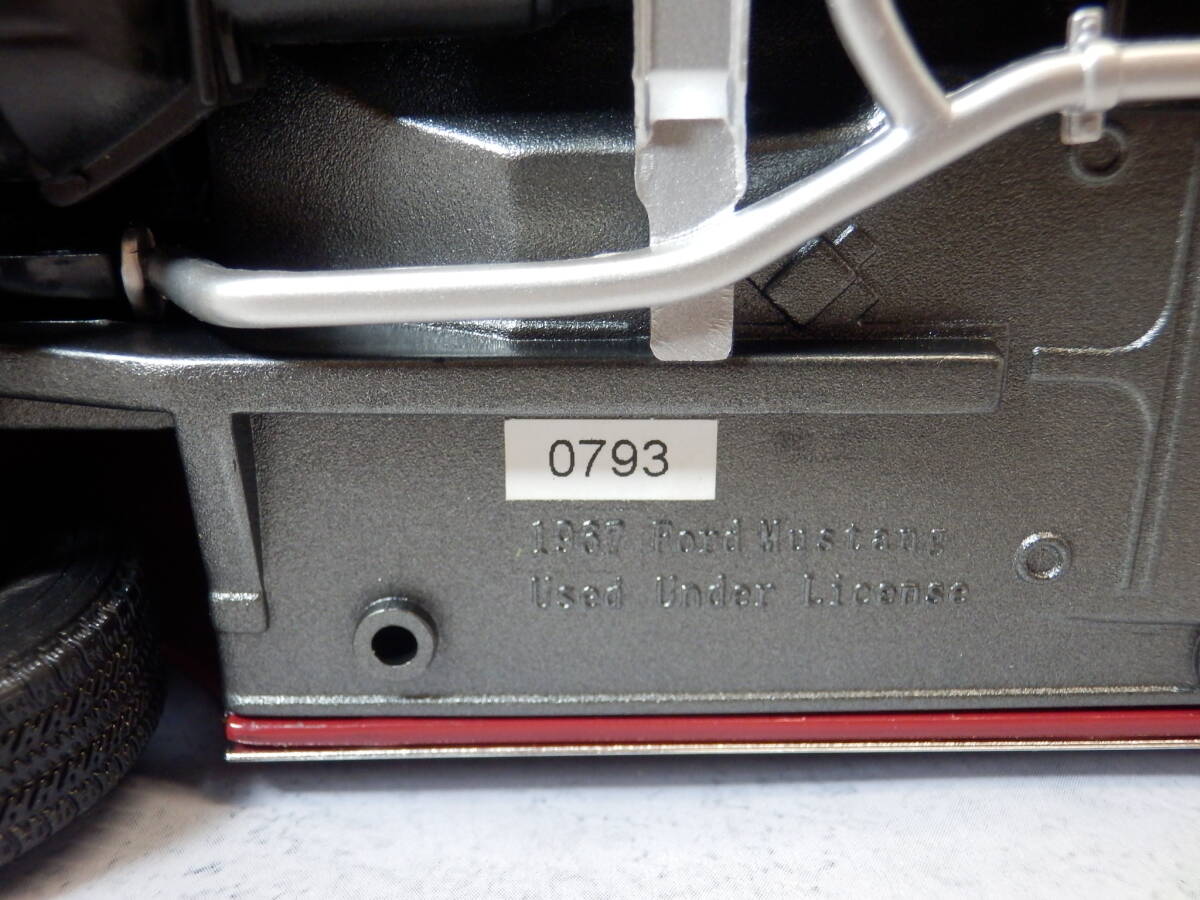 0793
1967 Ford Mustang
Used Under License